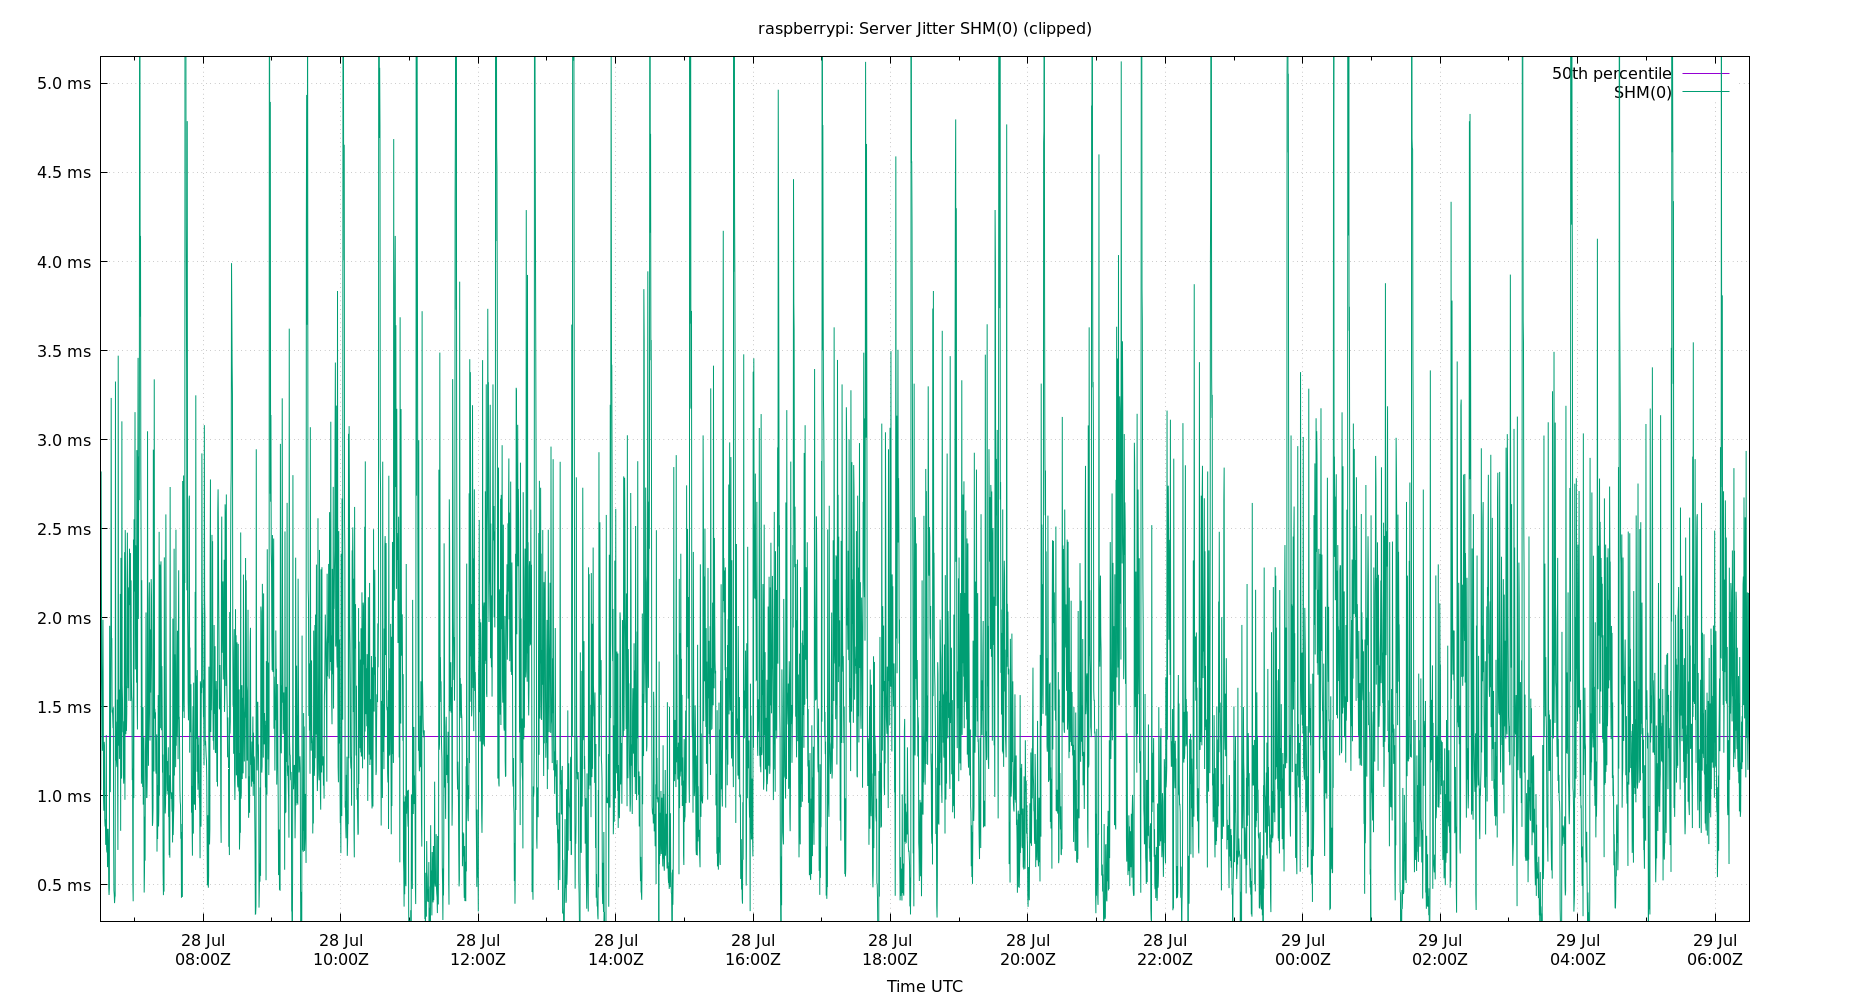 raspberrypi: Server Jitter SHM(0) (clipped)
50th percentile
SHM(0)
5.0 ms
4.5 ms
4.0 ms
3.5 ms
3.0 ms
2.5 ms
2.0 ms
1.5 ms
1.0 ms
0.5 ms
28 Jul 28 Jul 28 Jul 28 Jul 28 Jul 28 Jul 28 Jul 28 Jul 29 Jul 29 Jul 29 Jul 29 Jul
08:00Z 10:00Z 12:00Z 14:00Z 16:00Z 18:00Z 20:00Z 22:00Z 00:00Z 02:00Z 04:00Z 06:00Z
Time UTC